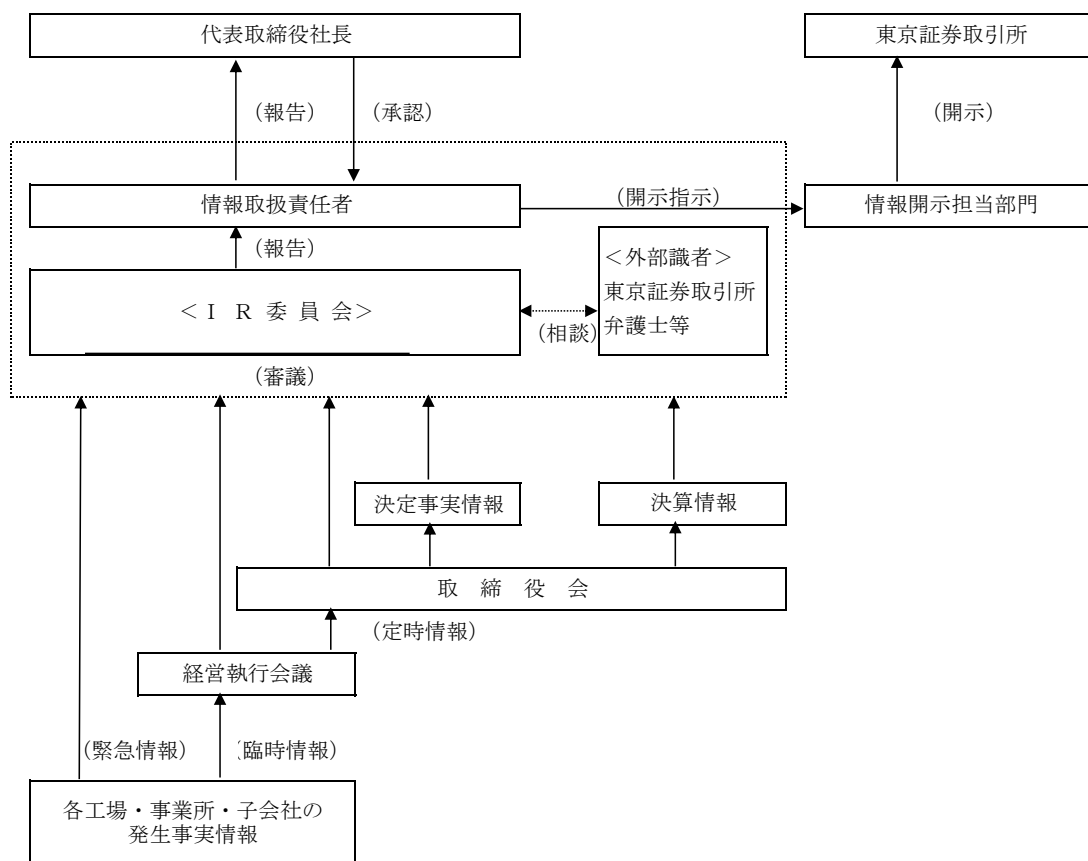 代表取締役社長
東京証券取引所
(報告)
(承認)
(開示)
情報取扱責任者
(開示指示)
情報開示担当部門
(報告)
＜外部識者＞
東京証券取引所
弁護士等
＜Ｉ Ｒ 委 員 会＞
(相談)
(審議)
決定事実情報
決算情報
取 締 役 会
(定時情報)
経営執行会議
(緊急情報)
(臨時情報)
各工場・事業所・子会社の
発生事実情報